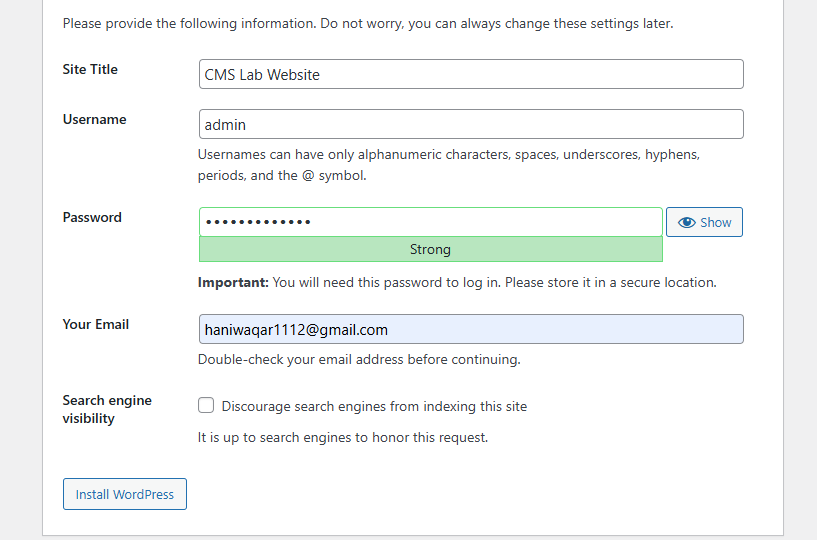 Please provide the following information. Do not worry, you can always change these settings later.
Site Title
CMS Lab Website
Username
admin
Usernames can have only alphanumeric characters, spaces, underscores, hyphens,
periods, and the @ symbol.
Password
•••••••••••••
Show
Strong
Important: You will need this password to log in. Please store it in a secure location.
Your Email
haniwaqar1112@gmail.com
Double-check your email address before continuing.
Search engine
visibility
Discourage search engines from indexing this site
It is up to search engines to honor this request.
Install WordPress